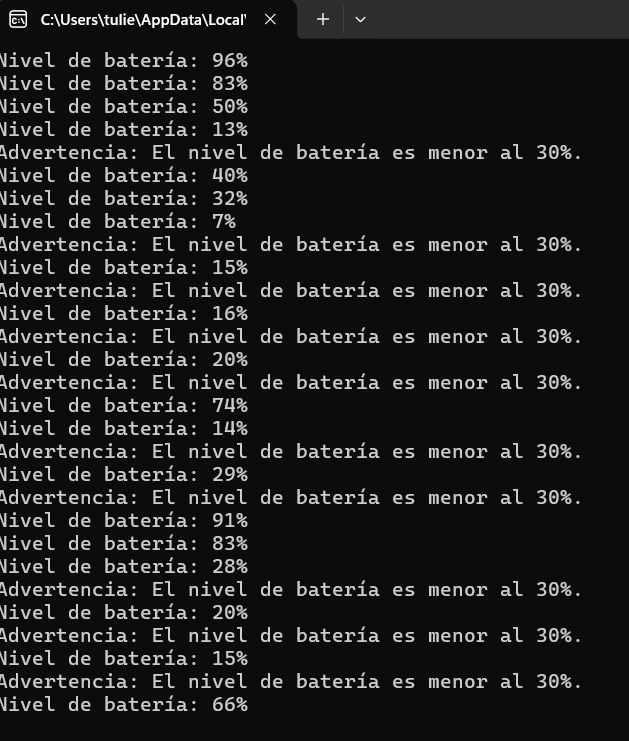 C:\Users\tulie\AppData\Local\
Nivel de batería: 96%
Nivel de batería: 83%
Nivel de batería: 50%
Nivel de batería: 13%
Advertencia: El nivel de batería es menor al 30%.
Nivel de batería: 40%
Nivel de batería: 32%
Nivel de batería: 7%
Advertencia: El nivel de batería es menor al 30%.
Nivel de batería: 15%
Advertencia: El nivel de batería es menor al 30%.
Nivel de batería: 16%
Advertencia: El nivel de batería es menor al 30%.
Nivel de batería: 20%
Advertencia: El nivel de batería es menor al 30%.
Nivel de batería: 74%
Nivel de batería: 14%
Advertencia: El nivel de batería es menor al 30%.
Nivel de batería: 29%
Advertencia: El nivel de batería es menor al 30%.
Nivel de batería: 91%
Nivel de batería: 83%
Nivel de batería: 28%
Advertencia: El nivel de batería es menor al 30%.
Nivel de batería: 20%
Advertencia: El nivel de batería es menor al 30%.
Nivel de batería: 15%
Advertencia: El nivel de batería es menor al 30%.
Nivel de batería: 66%